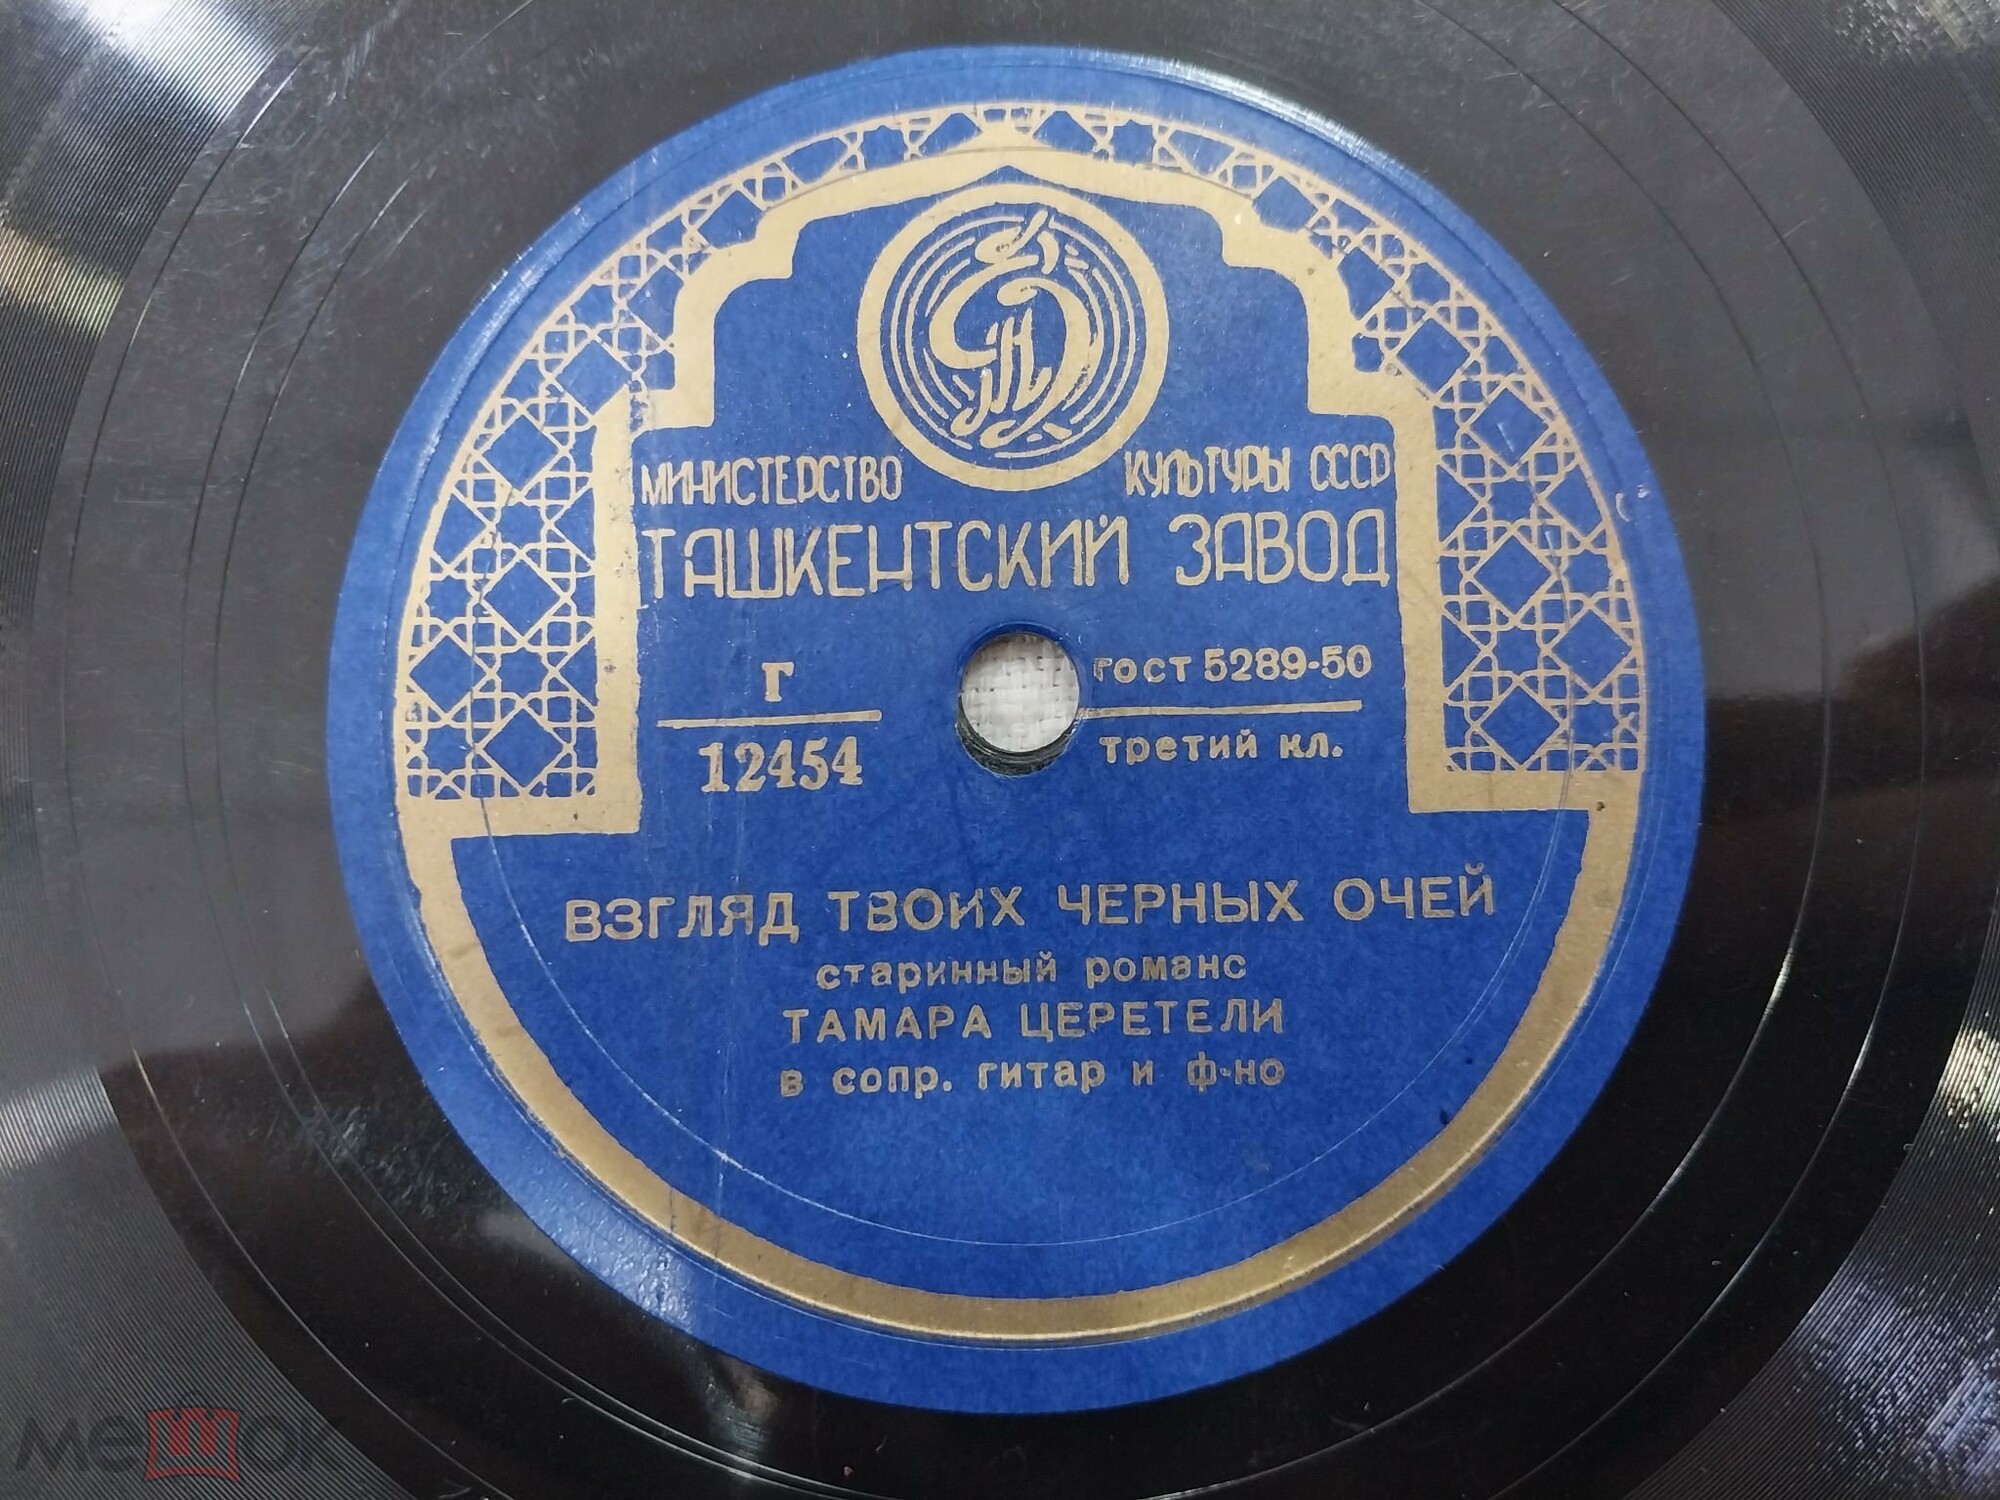 МИНИСТЕРСТВО КУЛЬТУРЫ СССР
ТАШКЕНТСКИЙ ЗАВОД
Г
12454
ГОСТ 5289-50
третий кл.
ВЗГЛЯД ТВОИХ ЧЕРНЫХ ОЧЕЙ
старинный романс
ТАМАРА ЦЕРЕТЕЛИ
в сопр. гитар и ф-но
мешок